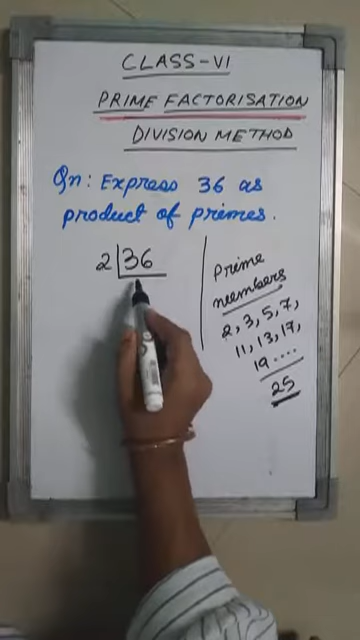 CLASS-VI
PRIME FACTORISATION
DIVISION METHOD
Qn: Express 36 as
product of primes.
2 36
Prime
numbers
2, 3, 5, 7,
11, 13, 17,
19 ....
25